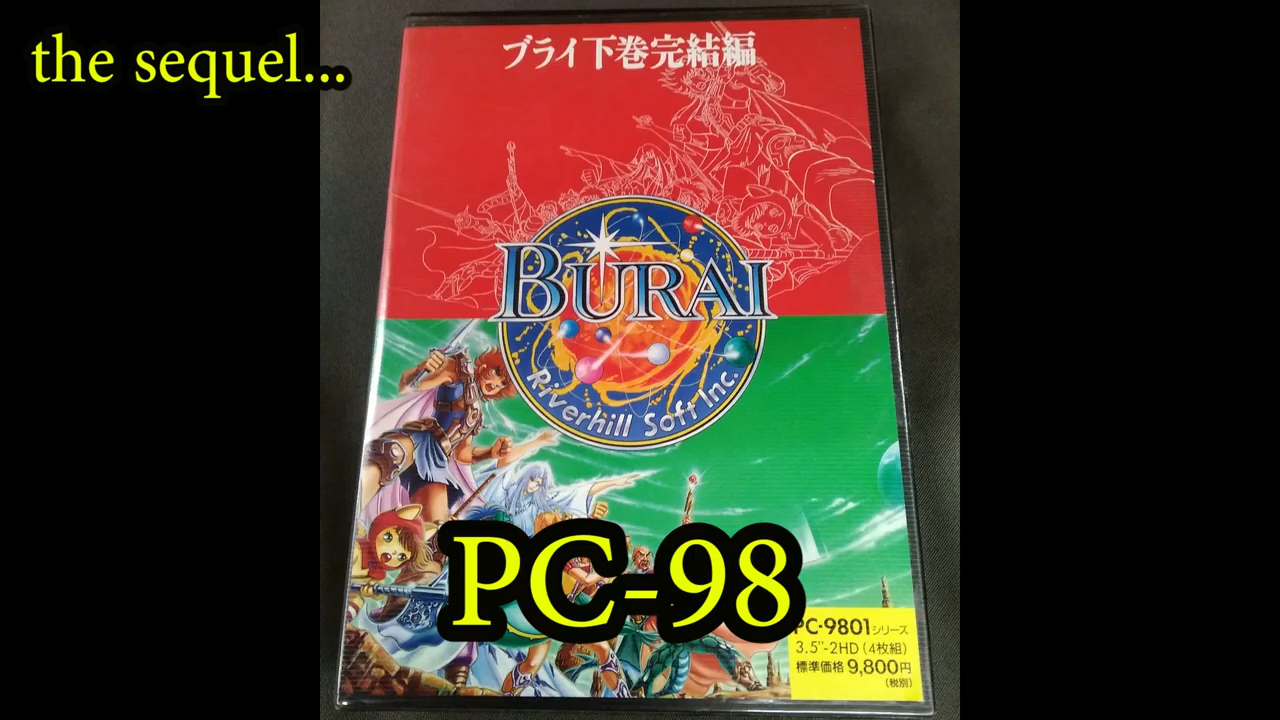 the sequel...
ブライ下巻完結編
BURAI
Riverhill Soft Inc.
PC-98
PC-9801シリーズ
3.5"-2HD(4枚組)
標準価格9,800円
(税別)